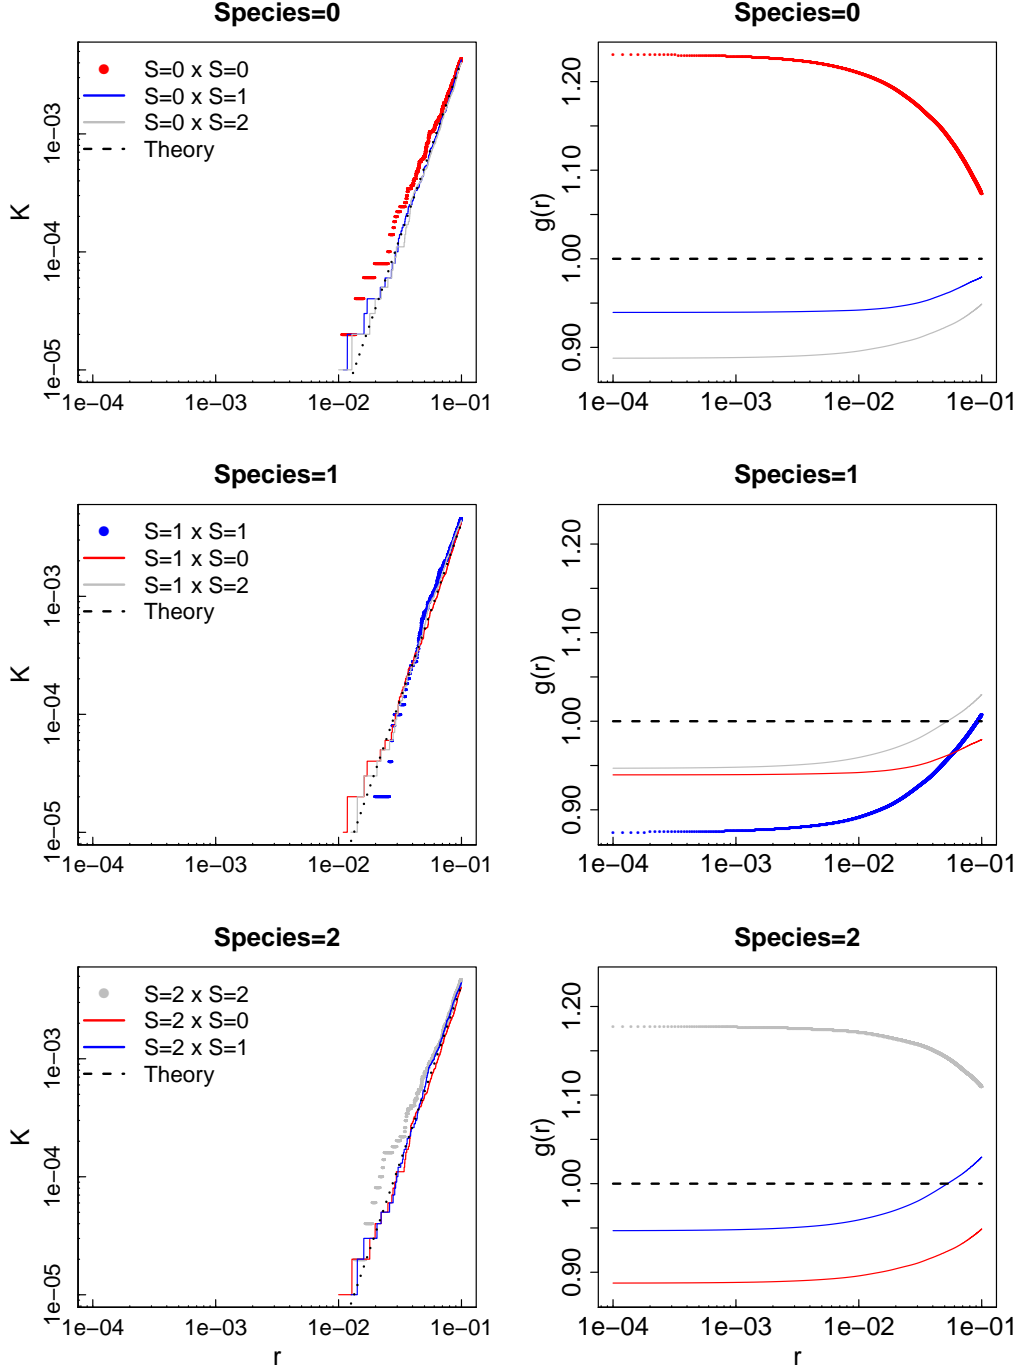 Species=0
Species=0
S=0 x S=0
S=0 x S=1
S=0 x S=2
Theory
K
1e−05
1e−04
1e−03
1e−04
1e−03
1e−02
1e−01
g(r)
0.90
1.00
1.10
1.20
1e−04
1e−03
1e−02
1e−01
Species=1
Species=1
S=1 x S=1
S=1 x S=0
S=1 x S=2
Theory
K
1e−05
1e−04
1e−03
1e−04
1e−03
1e−02
1e−01
g(r)
0.90
1.00
1.10
1.20
1e−04
1e−03
1e−02
1e−01
Species=2
Species=2
S=2 x S=2
S=2 x S=0
S=2 x S=1
Theory
K
1e−05
1e−04
1e−03
1e−04
1e−03
1e−02
1e−01
r
g(r)
0.90
1.00
1.10
1.20
1e−04
1e−03
1e−02
1e−01
r